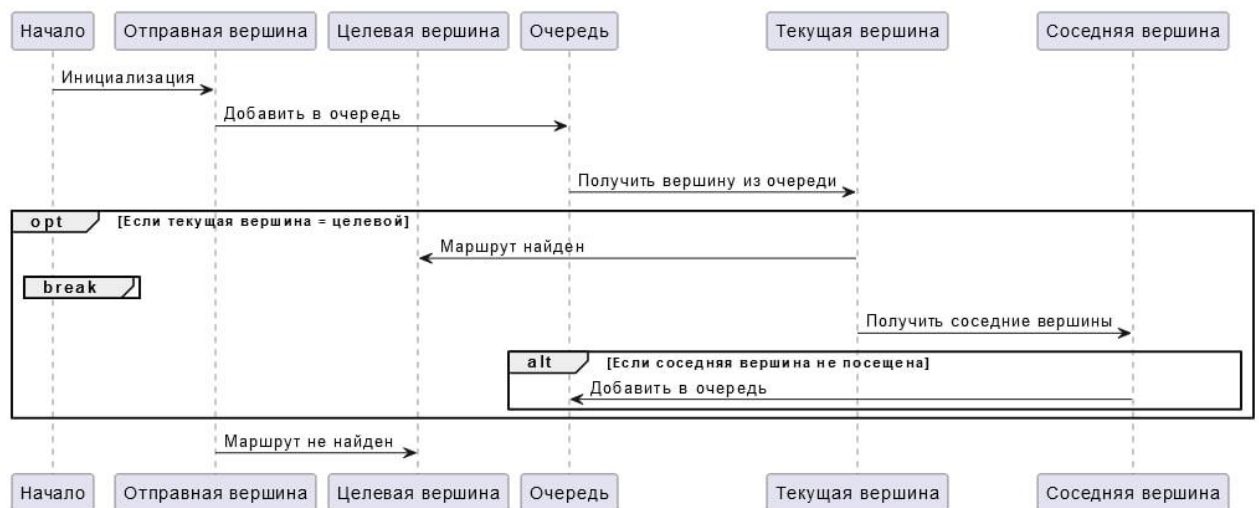 Начало Отправная вершина Целевая вершина Очередь Текущая вершина Соседняя вершина
Инициализация
Добавить в очередь
Получить вершину из очереди
opt [Если текущая вершина = целевой]
Маршрут найден
break
Получить соседние вершины
alt [Если соседняя вершина не посещена]
Добавить в очередь
Маршрут не найден
Начало Отправная вершина Целевая вершина Очередь Текущая вершина Соседняя вершина